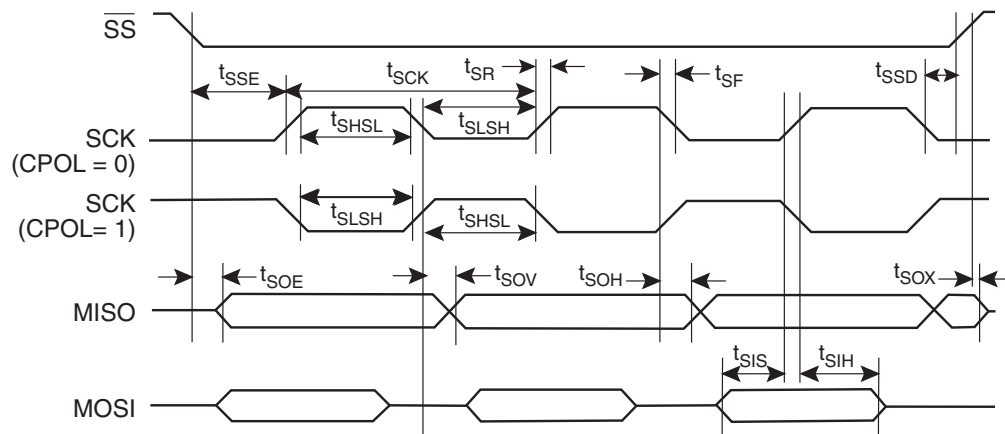 SS
tSSE
tSCK
tSR
tSF
tSSD
tSHSL
tSLSH
SCK
(CPOL = 0)
SCK
(CPOL= 1)
tSLSH
tSHSL
tSOE
tSOV
tSOH
tSOX
MISO
tSIS
tSIH
MOSI